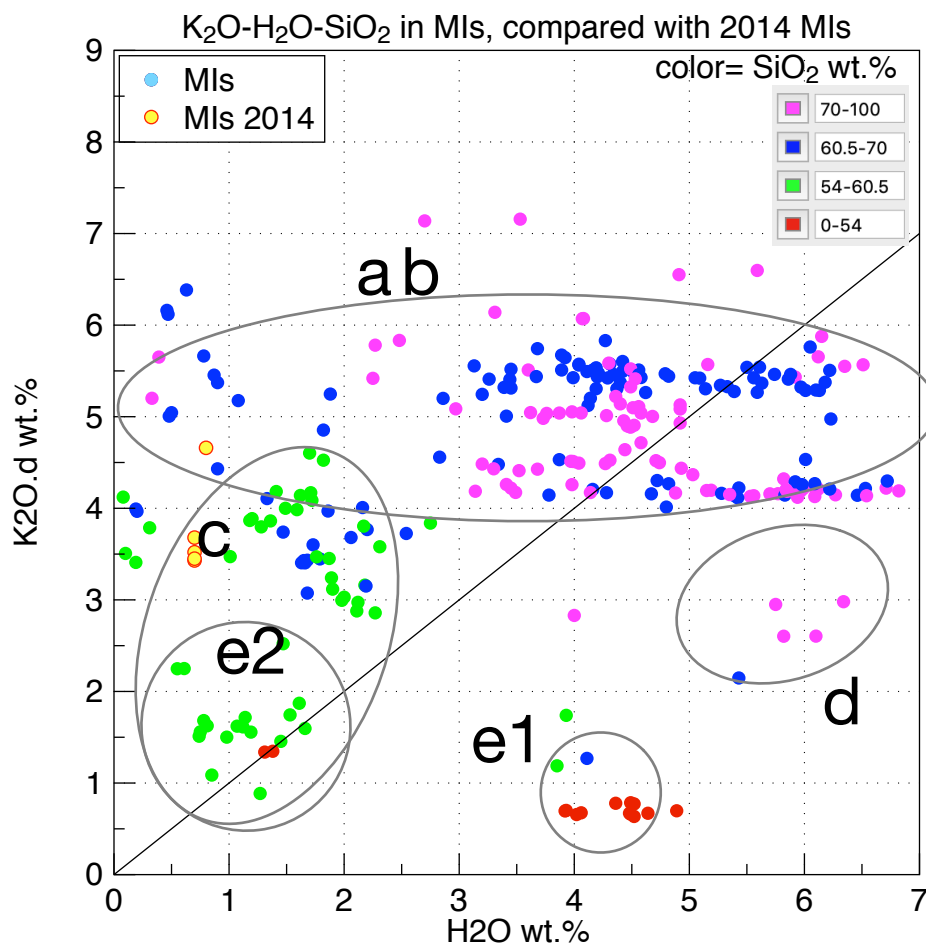 K₂O-H₂O-SiO₂ in MIs, compared with 2014 MIs
MIs
MIs 2014
color= SiO₂ wt.%
70-100
60.5-70
54-60.5
0-54
a b
c
e2
e1
d
K2O.d wt.%
9
8
7
6
5
4
3
2
1
0
0 1 2 3 4 5 6 7
H2O wt.%